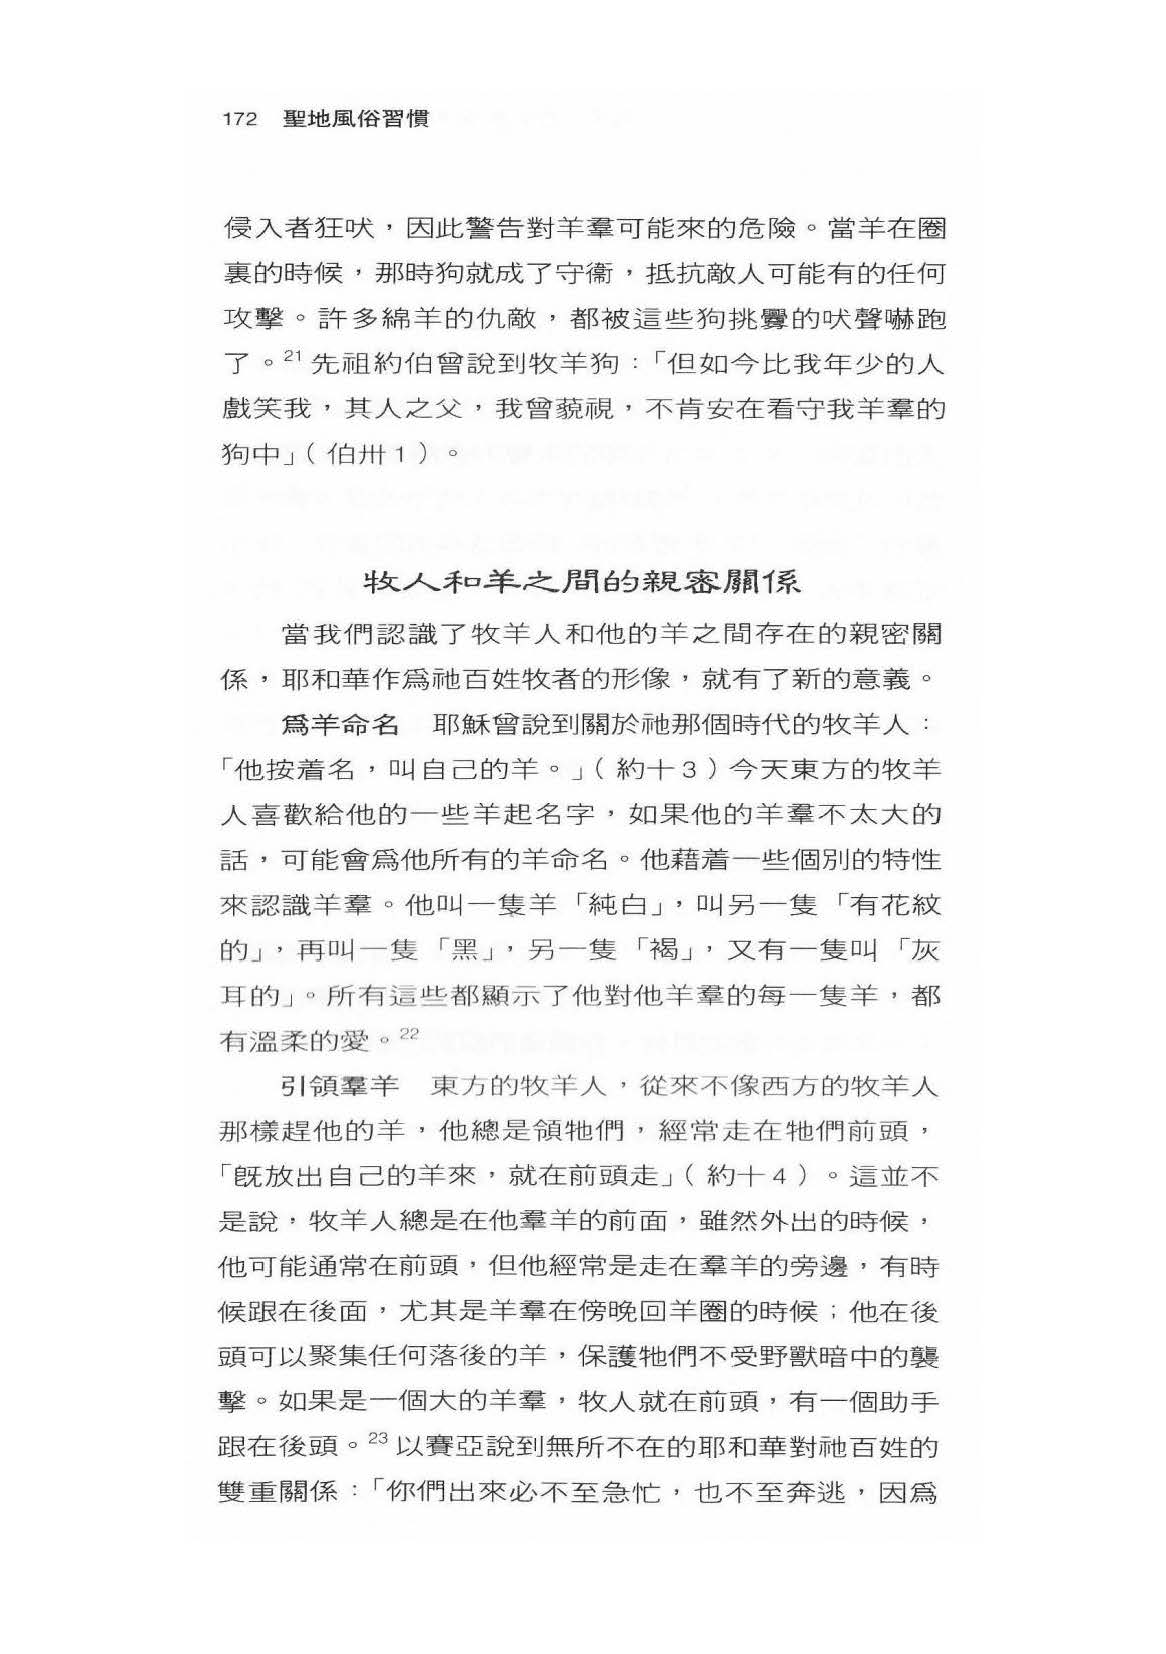 172 聖地風俗習慣
侵入者狂吠，因此警告對羊羣可能來的危險。當羊在圈
裏的時候，那時狗就成了守衞，抵抗敵人可能有的任何
攻擊。許多綿羊的仇敵，都被這些狗挑釁的吠聲嚇跑
了。21 先祖約伯曾說到牧羊狗：「但如今比我年少的人
戲笑我，其人之父，我曾藐視，不肯安在看守我羊羣的
狗中」（伯卅1）。
牧人和羊之間的親密關係
當我們認識了牧羊人和他的羊之間存在的親密關
係，耶和華作爲祂百姓牧者的形像，就有了新的意義。
爲羊命名　耶穌曾說到關於祂那個時代的牧羊人：
「他按着名，叫自己的羊。」（約十3）今天東方的牧羊
人喜歡給他的一些羊起名字，如果他的羊羣不太大的
話，可能會爲他所有的羊命名。他藉着一些個別的特性
來認識羊羣。他叫一隻羊「純白」，叫另一隻「有花紋
的」，再叫一隻「黑」，另一隻「褐」，又有一隻叫「灰
耳的」。所有這些都顯示了他對他羊羣的每一隻羊，都
有溫柔的愛。22
引領羣羊　東方的牧羊人，從來不像西方的牧羊人
那樣趕他的羊，他總是領牠們，經常走在牠們前頭，
「旣放出自己的羊來，就在前頭走」（約十4）。這並不
是說，牧羊人總是在他羣羊的前面，雖然外出的時候，
他可能通常在前頭，但他經常是走在羣羊的旁邊，有時
候跟在後面，尤其是羊羣在傍晚回羊圈的時候；他在後
頭可以聚集任何落後的羊，保護牠們不受野獸暗中的襲
擊。如果是一個大的羊羣，牧人就在前頭，有一個助手
跟在後頭。23 以賽亞說到無所不在的耶和華對祂百姓的
雙重關係：「你們出來必不至急忙，也不至奔逃，因爲